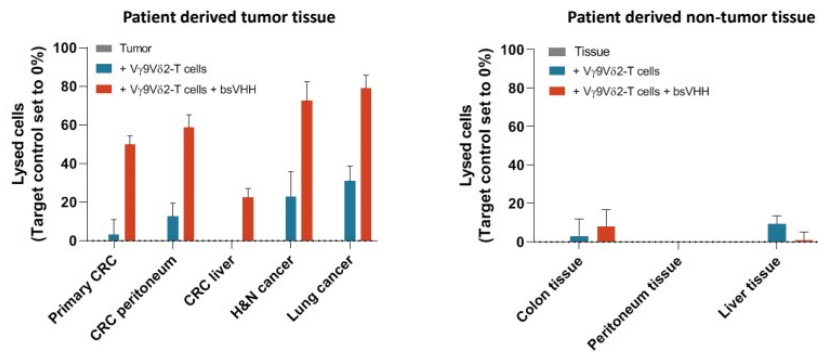 Patient derived tumor tissue
Lysed cells
(Target control set to 0%)
100
80
60
40
20
0
Tumor
+ Vγ9Vδ2-T cells
+ Vγ9Vδ2-T cells + bsVHH
Primary CRC
CRC peritoneum
CRC liver
H&N cancer
Lung cancer
Patient derived non-tumor tissue
Lysed cells
(Target control set to 0%)
100
80
60
40
20
0
Tissue
+ Vγ9Vδ2-T cells
+ Vγ9Vδ2-T cells + bsVHH
Colon tissue
Peritoneum tissue
Liver tissue